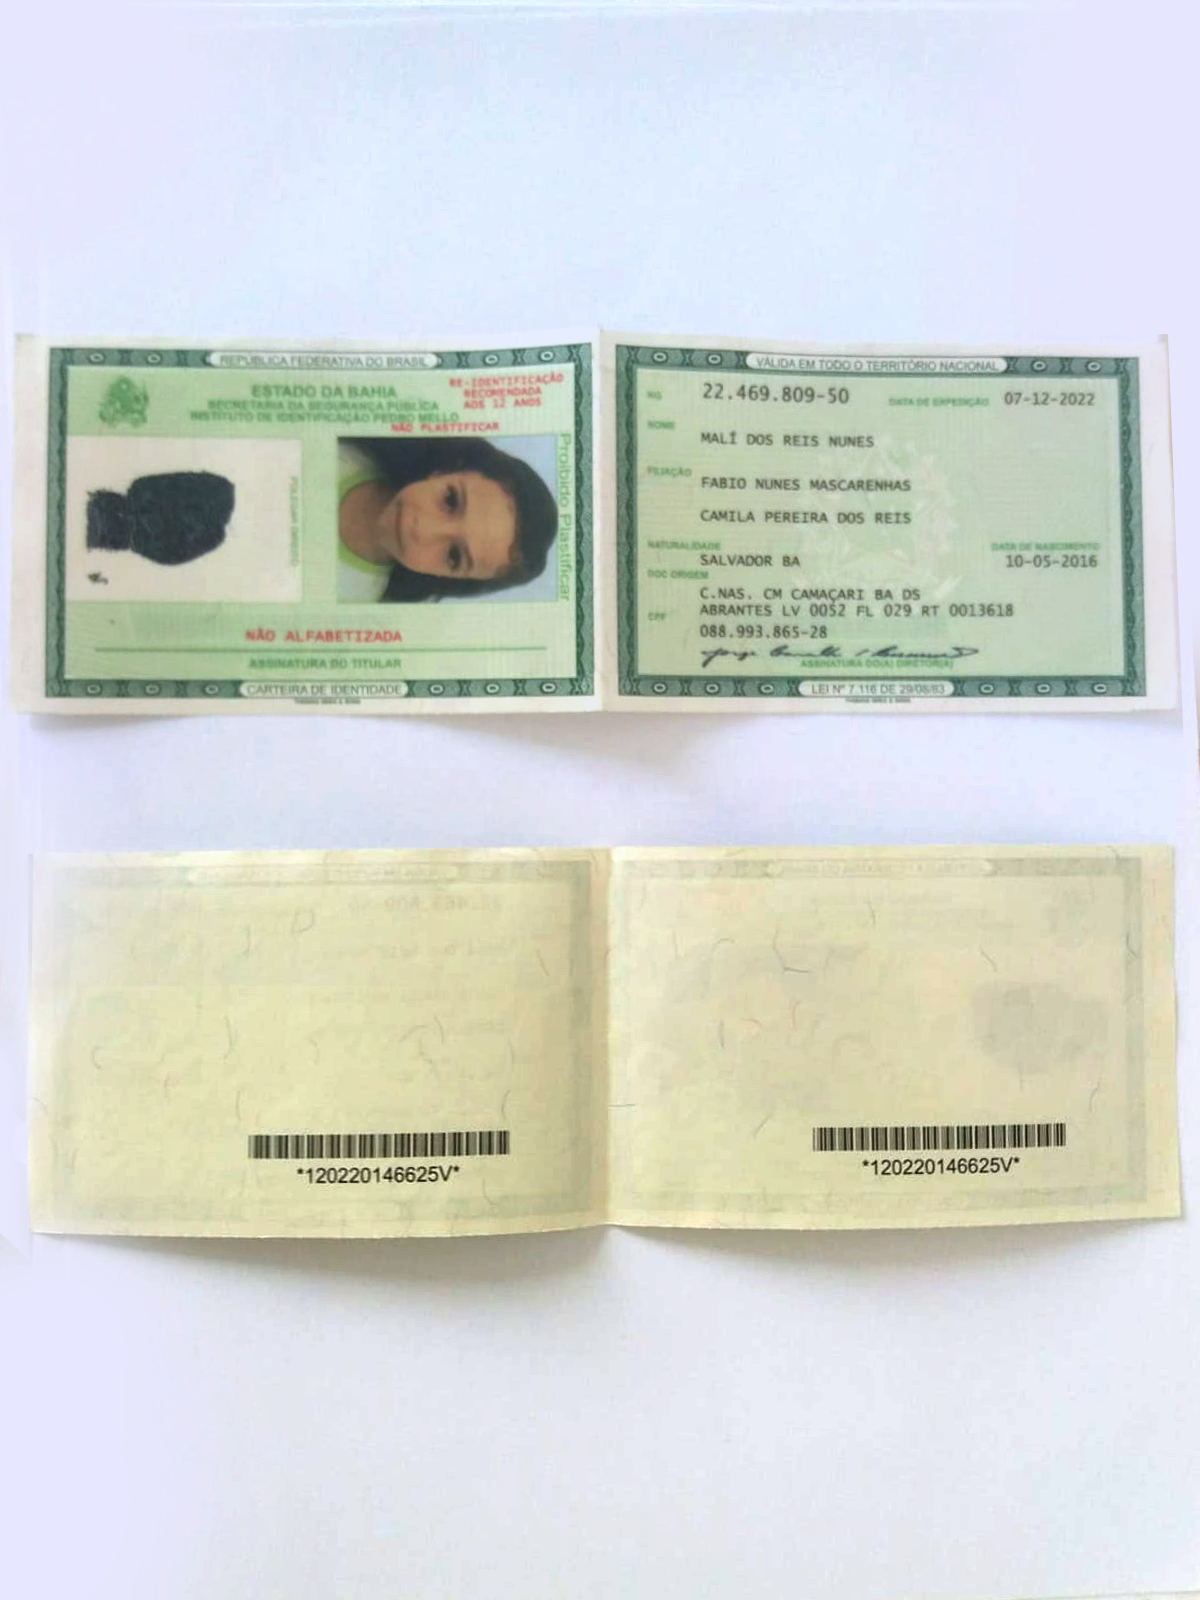 REPÚBLICA FEDERATIVA DO BRASIL
ESTADO DA BAHIA
SECRETARIA DA SEGURANÇA PÚBLICA
INSTITUTO DE IDENTIFICAÇÃO PEDRO MELLO
RE-IDENTIFICAÇÃO
RECOMENDADA
AOS 12 ANOS
NÃO PLASTIFICAR
POLEGAR DIREITO
Proibido Plastificar
NÃO ALFABETIZADA
ASSINATURA DO TITULAR
CARTEIRA DE IDENTIDADE
VÁLIDA EM TODO O TERRITÓRIO NACIONAL
RG 22.469.809-50 DATA DE EXPEDIÇÃO 07-12-2022
NOME
MALÍ DOS REIS NUNES
FILIAÇÃO
FABIO NUNES MASCARENHAS
CAMILA PEREIRA DOS REIS
NATURALIDADE DATA DE NASCIMENTO
SALVADOR BA 10-05-2016
DOC ORIGEM
C.NAS. CM CAMAÇARI BA DS
ABRANTES LV 0052 FL 029 RT 0013618
CPF
088.993.865-28
ASSINATURA DO(A) DIRETOR(A)
LEI Nº 7.116 DE 29/08/83
*120220146625V*
*120220146625V*